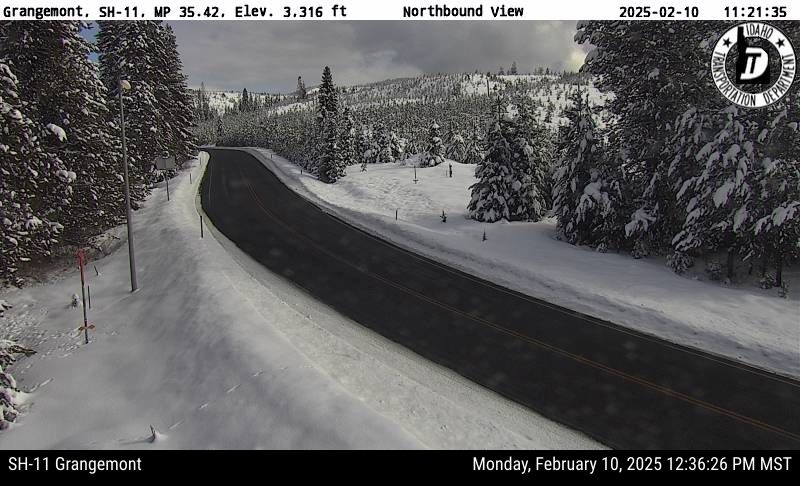 Grangemont, SH-11, MP 35.42, Elev. 3,316 ft Northbound View 2025-02-10 11:21:35
IDAHO
TRANSPORTATION DEPARTMENT
SH-11 Grangemont Monday, February 10, 2025 12:36:26 PM MST